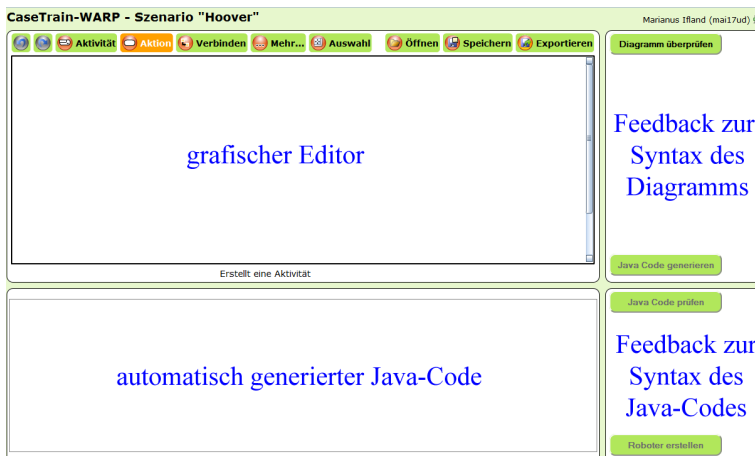 CaseTrain-WARP - Szenario "Hoover"
Marianus Ifland (mai17ud)
Aktivität Aktion Verbinden Mehr... Auswahl Öffnen Speichern Exportieren
Diagramm überprüfen
grafischer Editor
Feedback zur
Syntax des
Diagramms
Java Code generieren
Erstellt eine Aktivität
Java Code prüfen
automatisch generierter Java-Code
Feedback zur
Syntax des
Java-Codes
Roboter erstellen